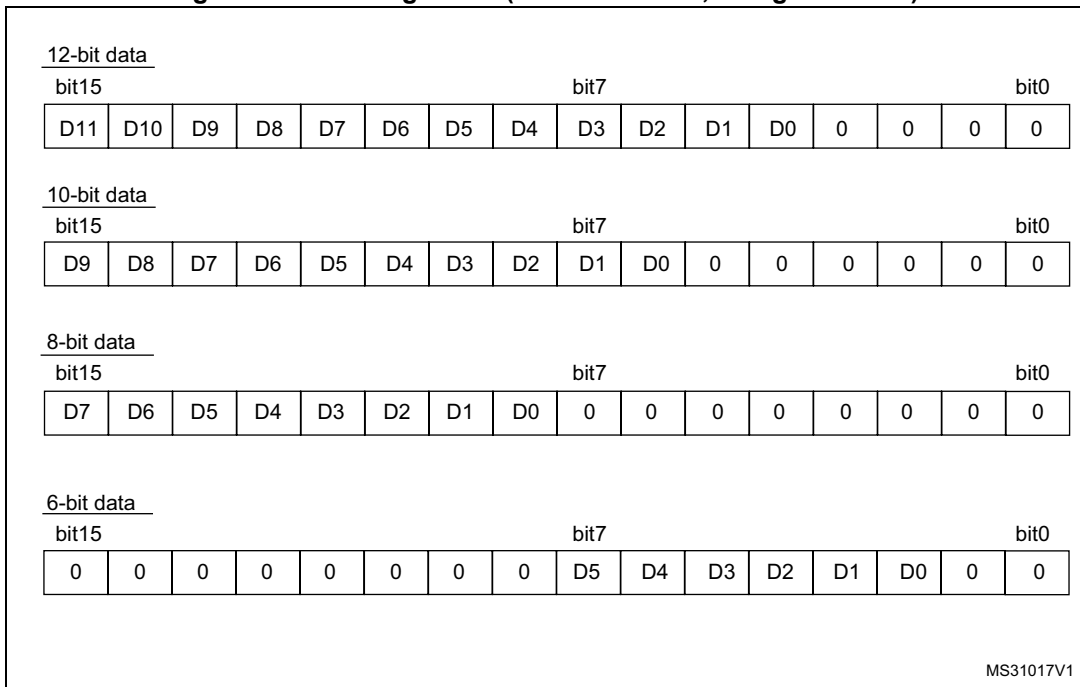 12-bit data
bit15 bit7 bit0
D11 D10 D9 D8 D7 D6 D5 D4 D3 D2 D1 D0 0 0 0 0
10-bit data
bit15 bit7 bit0
D9 D8 D7 D6 D5 D4 D3 D2 D1 D0 0 0 0 0 0 0
8-bit data
bit15 bit7 bit0
D7 D6 D5 D4 D3 D2 D1 D0 0 0 0 0 0 0 0 0
6-bit data
bit15 bit7 bit0
0 0 0 0 0 0 0 0 D5 D4 D3 D2 D1 D0 0 0
MS31017V1